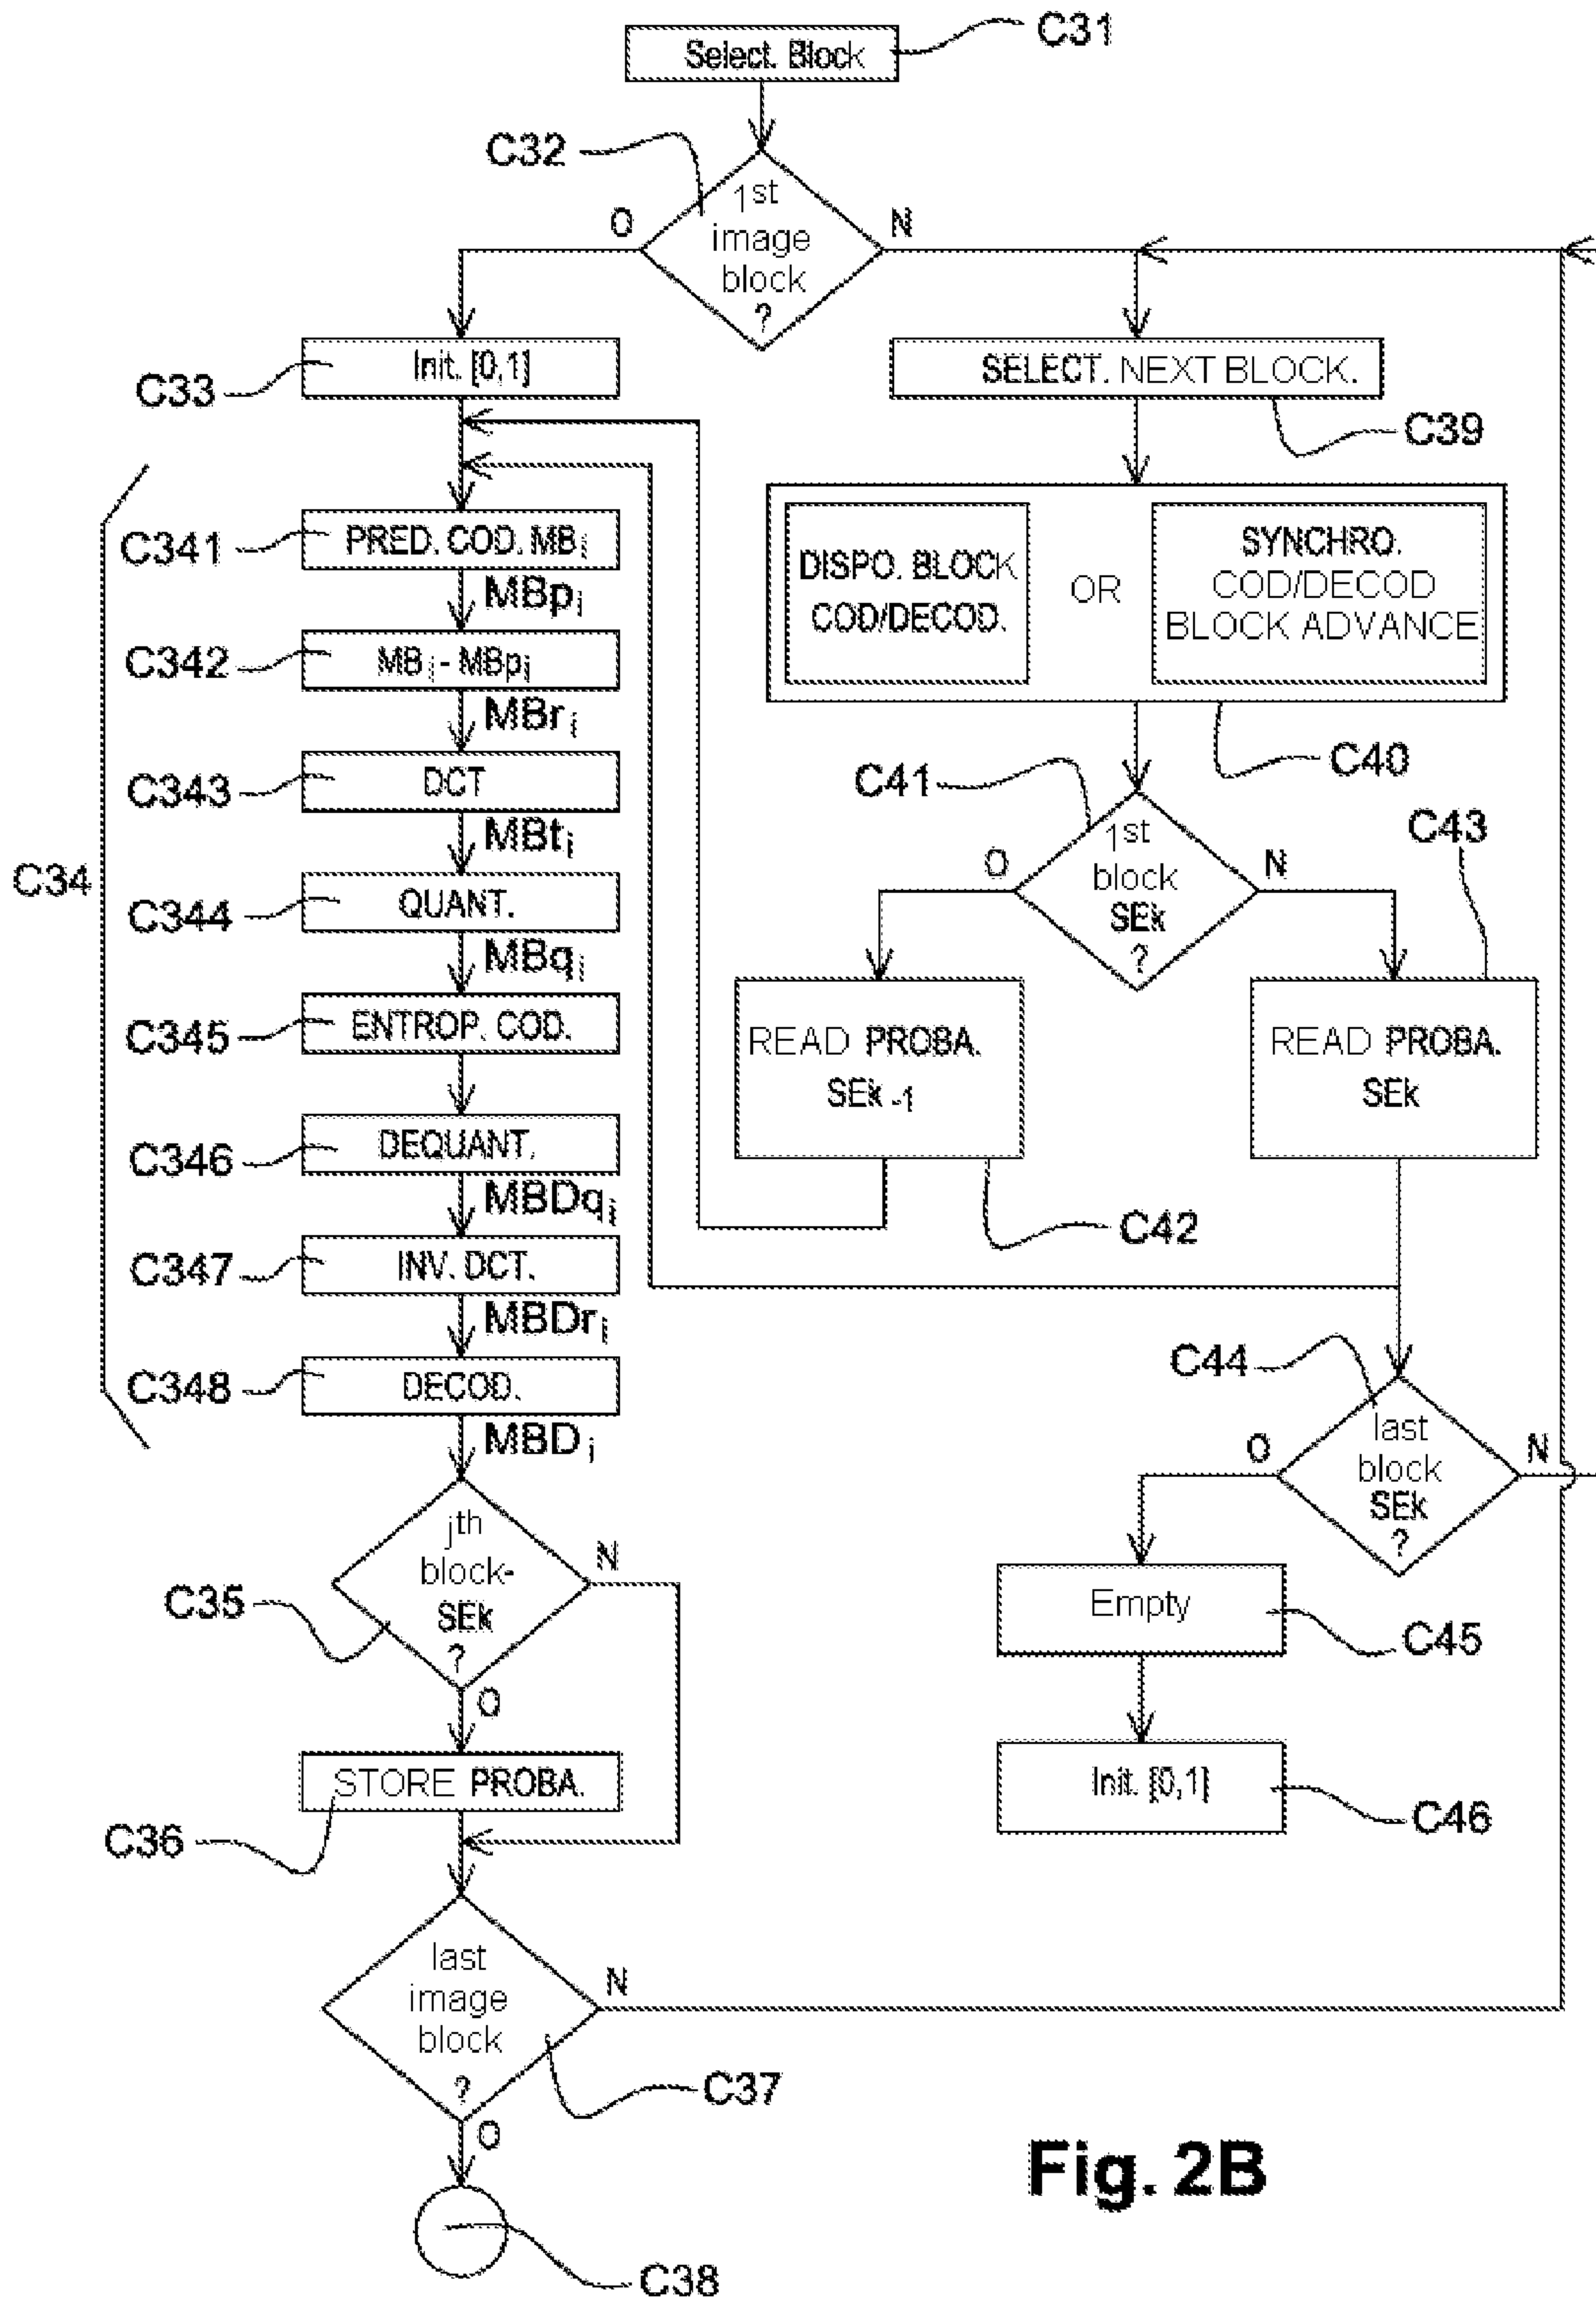 Select. Block
C31
C32
1st
image
block
?
O
N
C33
Init. [0,1]
SELECT. NEXT BLOCK.
C39
C34
C341
PRED. COD. MBi
MBpi
C342
MBi - MBpi
MBri
C343
DCT
MBti
C344
QUANT.
MBqi
C345
ENTROP. COD.
C346
DEQUANT.
MBDqi
C347
INV. DCT.
MBDri
C348
DECOD.
MBDi
DISPO. BLOCK
COD/DECOD.
OR
SYNCHRO.
COD/DECOD
BLOCK ADVANCE
C40
C41
1st
block
SEk
?
O
N
C43
READ PROBA.
SEk-1
C42
READ PROBA.
SEk
C44
last
block
SEk
?
O
N
Empty
C45
Init. [0,1]
C46
C35
jth
block-
SEk
?
N
O
STORE PROBA.
C36
last
image
block
?
N
O
C37
C38
Fig. 2B